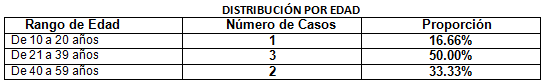 DISTRIBUCIÓN POR EDAD
Rango de Edad Número de Casos Proporción
De 10 a 20 años 1 16.66%
De 21 a 39 años 3 50.00%
De 40 a 59 años 2 33.33%